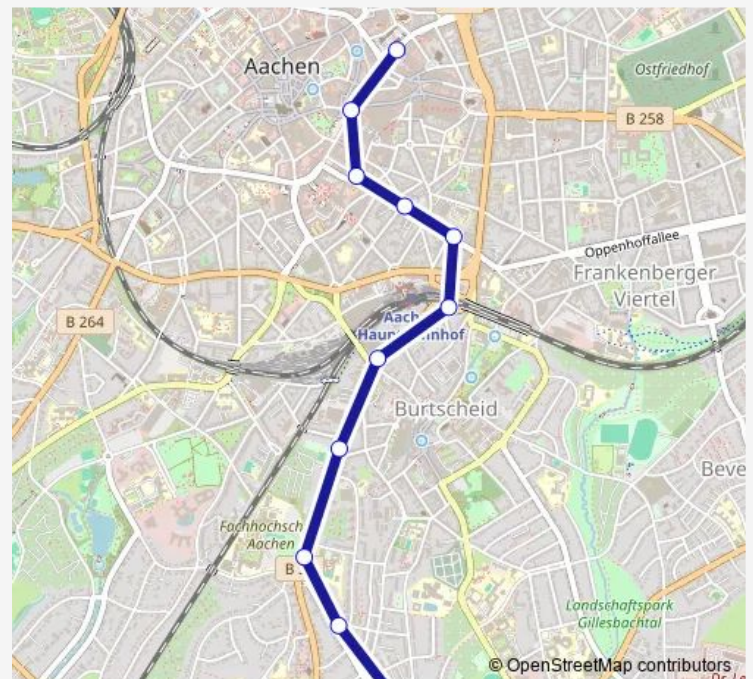 Aachen
Ostfriedhof
B 258
Oppenhoffallee
Frankenberger
Viertel
B 264
Burtscheid
Fachhochsch
Aachen
B
Beve
Landschaftspark
Gillesbachtal
© OpenStreetMap contributors